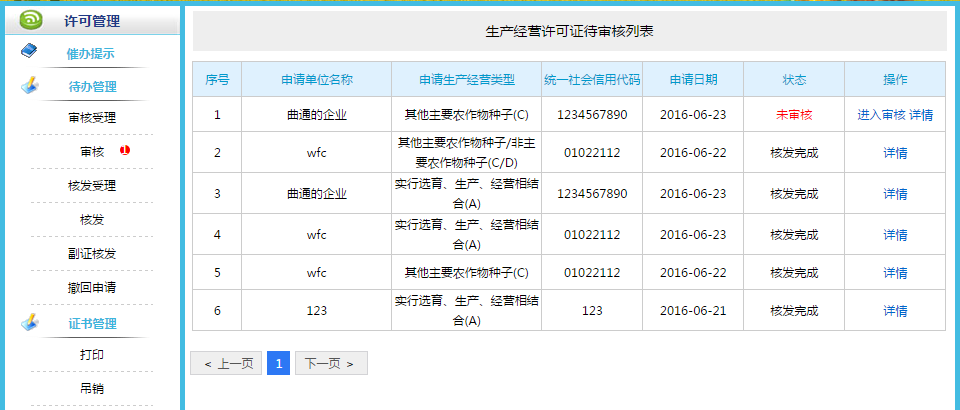 许可管理
催办提示
待办管理
审核受理
审核 1
核发受理
核发
副证核发
撤回申请
证书管理
打印
吊销
生产经营许可证待审核列表
序号 申请单位名称 申请生产经营类型 统一社会信用代码 申请日期 状态 操作
1 曲通的企业 其他主要农作物种子(C) 1234567890 2016-06-23 未审核 进入审核 详情
2 wfc 其他主要农作物种子/非主 01022112 2016-06-22 核发完成 详情
要农作物种子(C/D)
3 曲通的企业 实行选育、生产、经营相结 1234567890 2016-06-23 核发完成 详情
合(A)
4 wfc 实行选育、生产、经营相结 01022112 2016-06-23 核发完成 详情
合(A)
5 wfc 其他主要农作物种子(C) 01022112 2016-06-22 核发完成 详情
6 123 实行选育、生产、经营相结 123 2016-06-21 核发完成 详情
合(A)
< 上一页 1 下一页 >